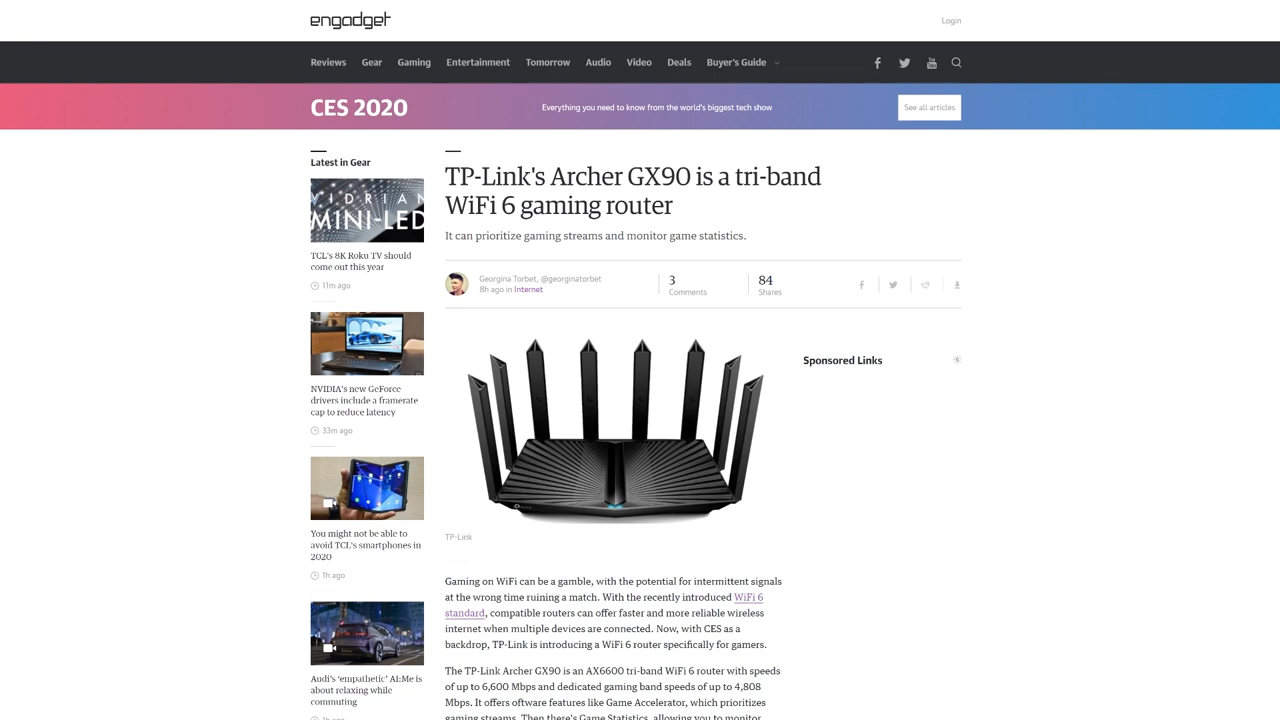 engadget
Login
Reviews Gear Gaming Entertainment Tomorrow Audio Video Deals Buyer's Guide
CES 2020
Everything you need to know from the world's biggest tech show
See all articles
Latest in Gear
VIDRIAN
MINI-LED
TCL's 8K Roku TV should
come out this year
11m ago
NVIDIA's new GeForce
drivers include a framerate
cap to reduce latency
33m ago
You might not be able to
avoid TCL's smartphones in
2020
1h ago
Audi's 'empathetic' AI:Me is
about relaxing while
commuting
TP-Link's Archer GX90 is a tri-band
WiFi 6 gaming router
It can prioritize gaming streams and monitor game statistics.
Georgina Torbet, @georginatorbet
8h ago in Internet
3
Comments
84
Shares
Sponsored Links
TP-Link
Gaming on WiFi can be a gamble, with the potential for intermittent signals
at the wrong time ruining a match. With the recently introduced WiFi 6
standard, compatible routers can offer faster and more reliable wireless
internet when multiple devices are connected. Now, with CES as a
backdrop, TP-Link is introducing a WiFi 6 router specifically for gamers.
The TP-Link Archer GX90 is an AX6600 tri-band WiFi 6 router with speeds
of up to 6,600 Mbps and dedicated gaming band speeds of up to 4,808
Mbps. It offers oftware features like Game Accelerator, which prioritizes
gaming streams. Then there's Game Statistics, allowing you to monitor